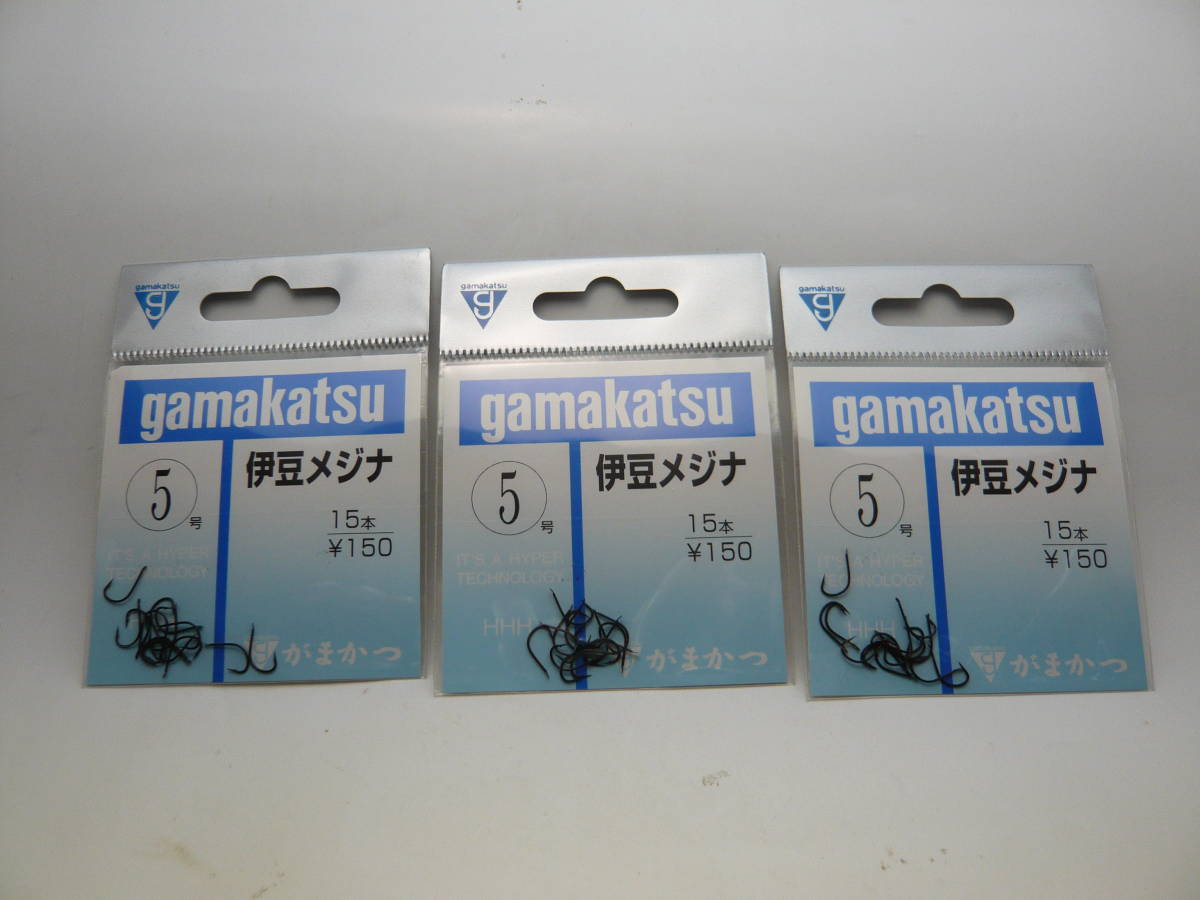 gamakatsu
g
gamakatsu
5号
伊豆メジナ
15本
¥150
IT'S A HYPER
TECHNOLOGY
g がまかつ
gamakatsu
g
gamakatsu
5号
伊豆メジナ
15本
¥150
IT'S A HYPER
TECHNOLOGY
HHH
がまかつ
gamakatsu
g
gamakatsu
5号
伊豆メジナ
15本
¥150
IT'S A HYPER
TECHNOLOGY
HHH
g がまかつ